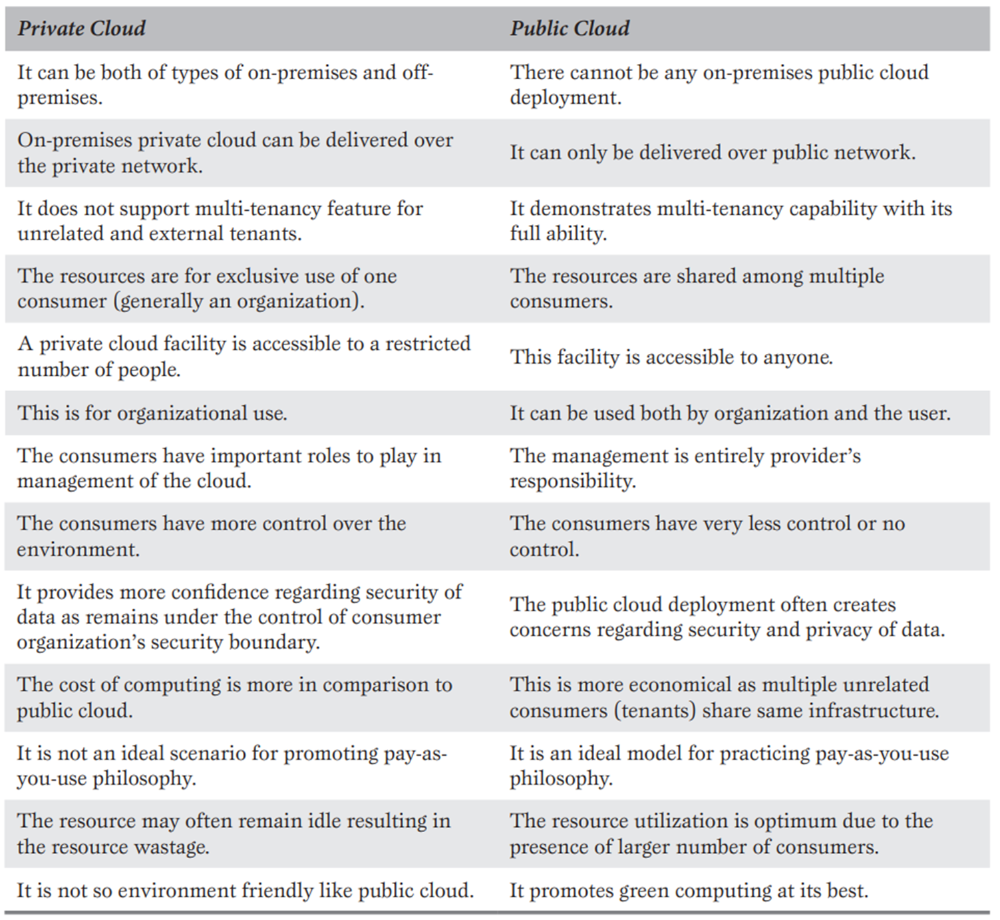 Private Cloud
Public Cloud
It can be both of types of on-premises and off-
premises.
There cannot be any on-premises public cloud
deployment.
On-premises private cloud can be delivered over
the private network.
It can only be delivered over public network.
It does not support multi-tenancy feature for
unrelated and external tenants.
It demonstrates multi-tenancy capability with its
full ability.
The resources are for exclusive use of one
consumer (generally an organization).
The resources are shared among multiple
consumers.
A private cloud facility is accessible to a restricted
number of people.
This facility is accessible to anyone.
This is for organizational use.
It can be used both by organization and the user.
The consumers have important roles to play in
management of the cloud.
The management is entirely provider’s
responsibility.
The consumers have more control over the
environment.
The consumers have very less control or no
control.
It provides more confidence regarding security of
data as remains under the control of consumer
organization’s security boundary.
The public cloud deployment often creates
concerns regarding security and privacy of data.
The cost of computing is more in comparison to
public cloud.
This is more economical as multiple unrelated
consumers (tenants) share same infrastructure.
It is not an ideal scenario for promoting pay-as-
you-use philosophy.
It is an ideal model for practicing pay-as-you-use
philosophy.
The resource may often remain idle resulting in
the resource wastage.
The resource utilization is optimum due to the
presence of larger number of consumers.
It is not so environment friendly like public cloud.
It promotes green computing at its best.